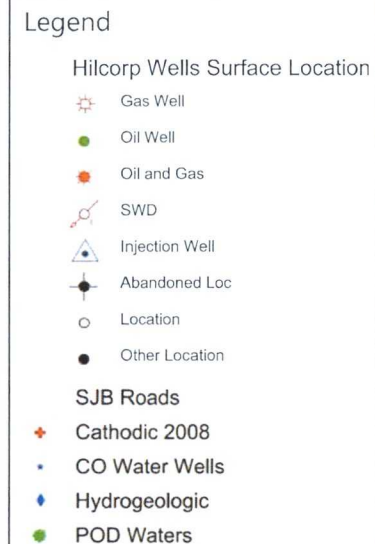 Legend
Hilcorp Wells Surface Location
Gas Well
Oil Well
Oil and Gas
SWD
Injection Well
Abandoned Loc
Location
Other Location
SJB Roads
Cathodic 2008
CO Water Wells
Hydrogeologic
POD Waters